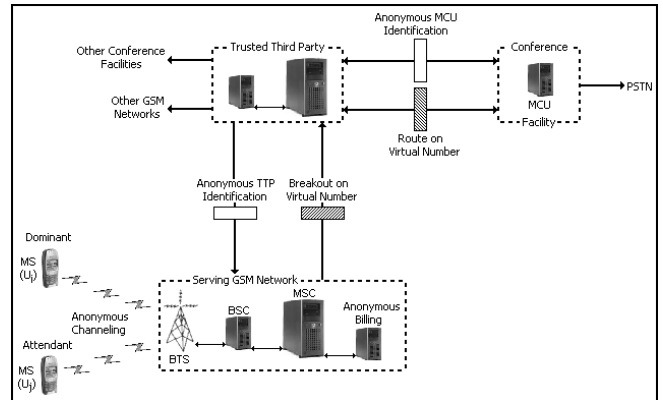 Anonymous MCU
Identification
Other Conference
Facilities
Trusted Third Party
Conference
MCU
Facility
PSTN
Other GSM
Networks
Route on
Virtual Number
Anonymous TTP
Identification
Breakout on
Virtual Number
Dominant
MS
(Ui)
Serving GSM Network
MSC
BSC
Anonymous
Billing
Anonymous
Channeling
BTS
Attendant
MS
(Uj)